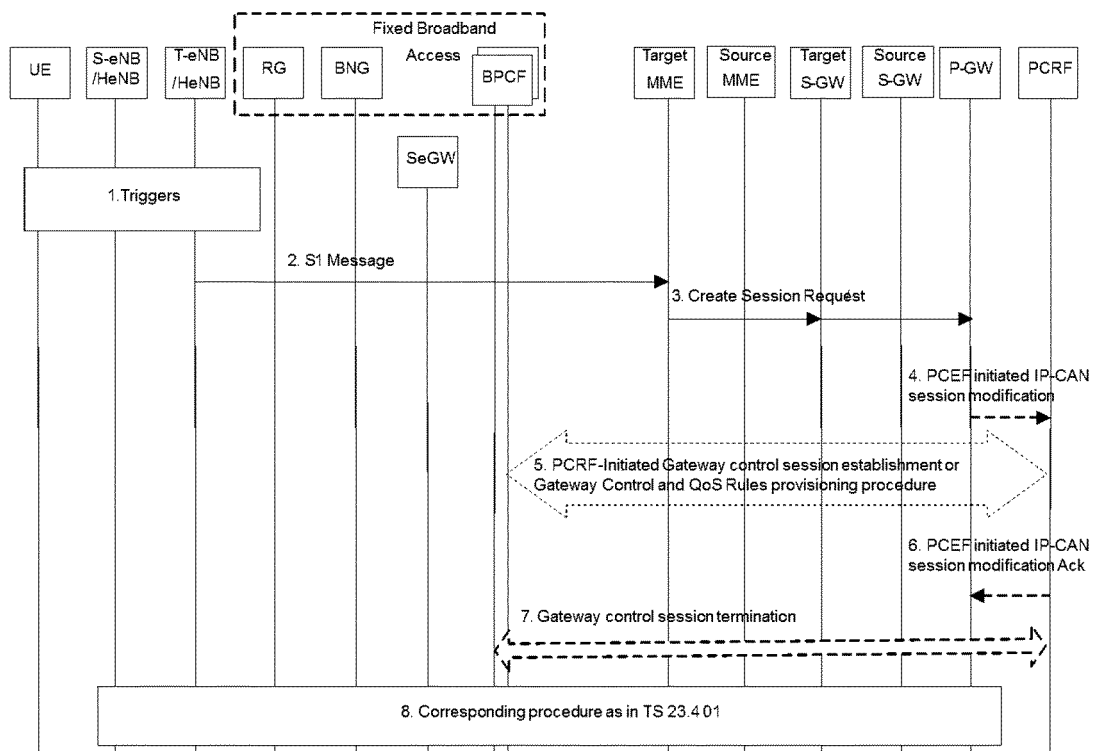 Fixed Broadband
Access
UE
S-eNB
/HeNB
T-eNB
/HeNB
RG
BNG
BPCF
Target
MME
Source
MME
Target
S-GW
Source
S-GW
P-GW
PCRF
SeGW
1.Triggers
2. S1 Message
3. Create Session Request
4. PCEF initiated IP-CAN
session modification
5. PCRF-Initiated Gateway control session establishment or
Gateway Control and QoS Rules provisioning procedure
6. PCEF initiated IP-CAN
session modification Ack
7. Gateway control session termination
8. Corresponding procedure as in TS 23.4 01